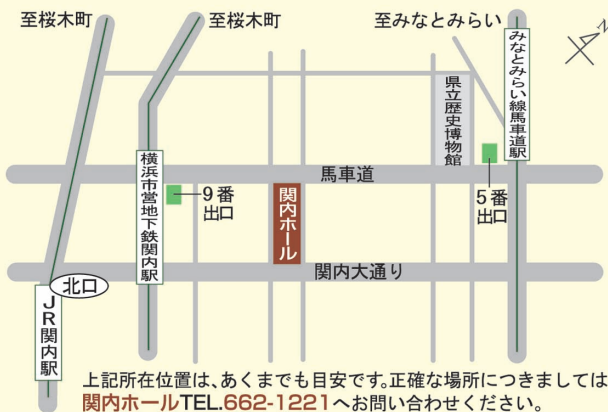 至桜木町
至桜木町
至みなとみらい
N
みなとみらい線馬車道駅
県立歴史博物館
横浜市営地下鉄関内駅
馬車道
9番
出口
関内ホール
5番
出口
関内大通り
北口
JR関内駅
上記所在位置は、あくまでも目安です。正確な場所につきましては
関内ホールTEL.662-1221へお問い合わせください。